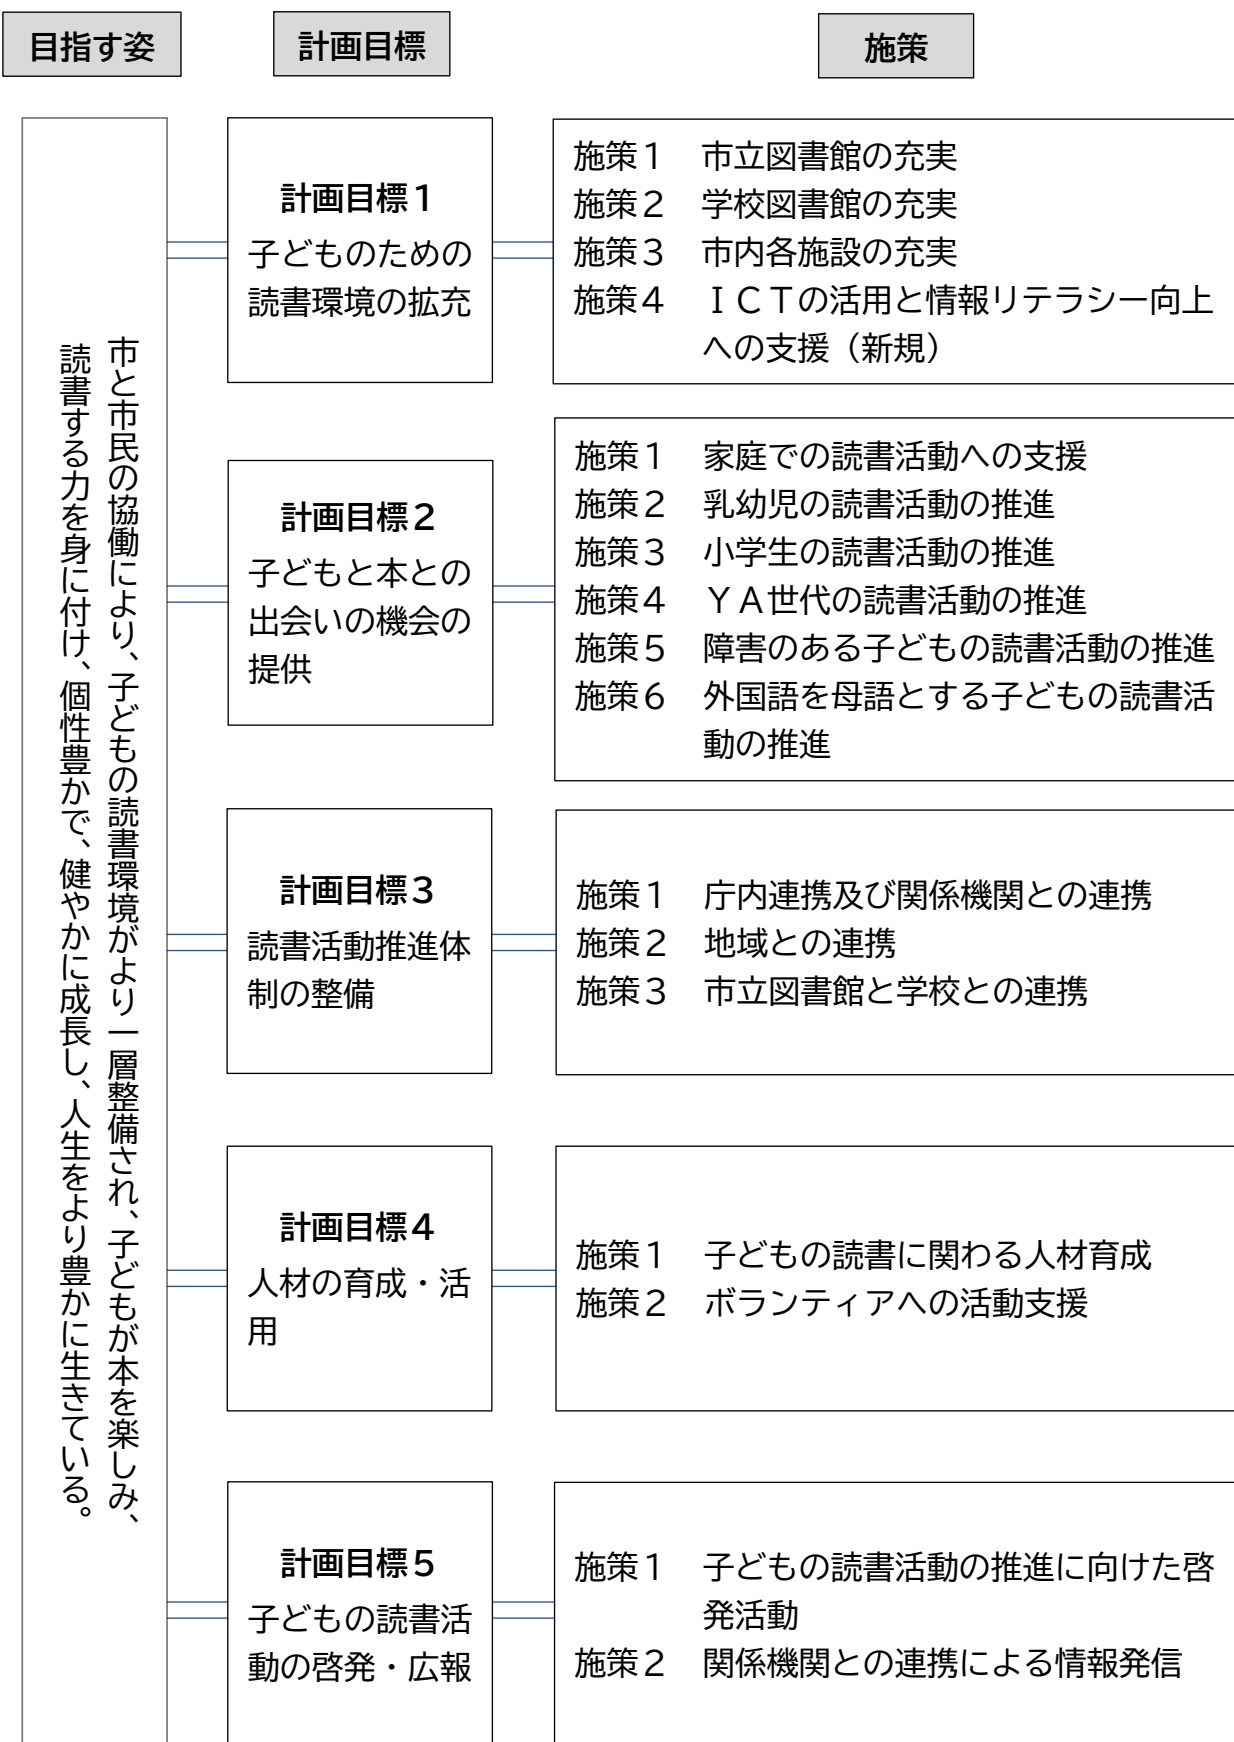 目指す姿
計画目標
施策
市と市民の協働により、子どもの読書環境がより一層整備され、子どもが本を楽しみ、
読書する力を身に付け、個性豊かで、健やかに成長し、人生をより豊かに生きている。
計画目標１
子どものための
読書環境の拡充
施策１　市立図書館の充実
施策２　学校図書館の充実
施策３　市内各施設の充実
施策４　ＩＣＴの活用と情報リテラシー向上
への支援（新規）
計画目標２
子どもと本との
出会いの機会の
提供
施策１　家庭での読書活動への支援
施策２　乳幼児の読書活動の推進
施策３　小学生の読書活動の推進
施策４　ＹＡ世代の読書活動の推進
施策５　障害のある子どもの読書活動の推進
施策６　外国語を母語とする子どもの読書活
動の推進
計画目標３
読書活動推進体
制の整備
施策１　庁内連携及び関係機関との連携
施策２　地域との連携
施策３　市立図書館と学校との連携
計画目標４
人材の育成・活
用
施策１　子どもの読書に関わる人材育成
施策２　ボランティアへの活動支援
計画目標５
子どもの読書活
動の啓発・広報
施策１　子どもの読書活動の推進に向けた啓
発活動
施策２　関係機関との連携による情報発信